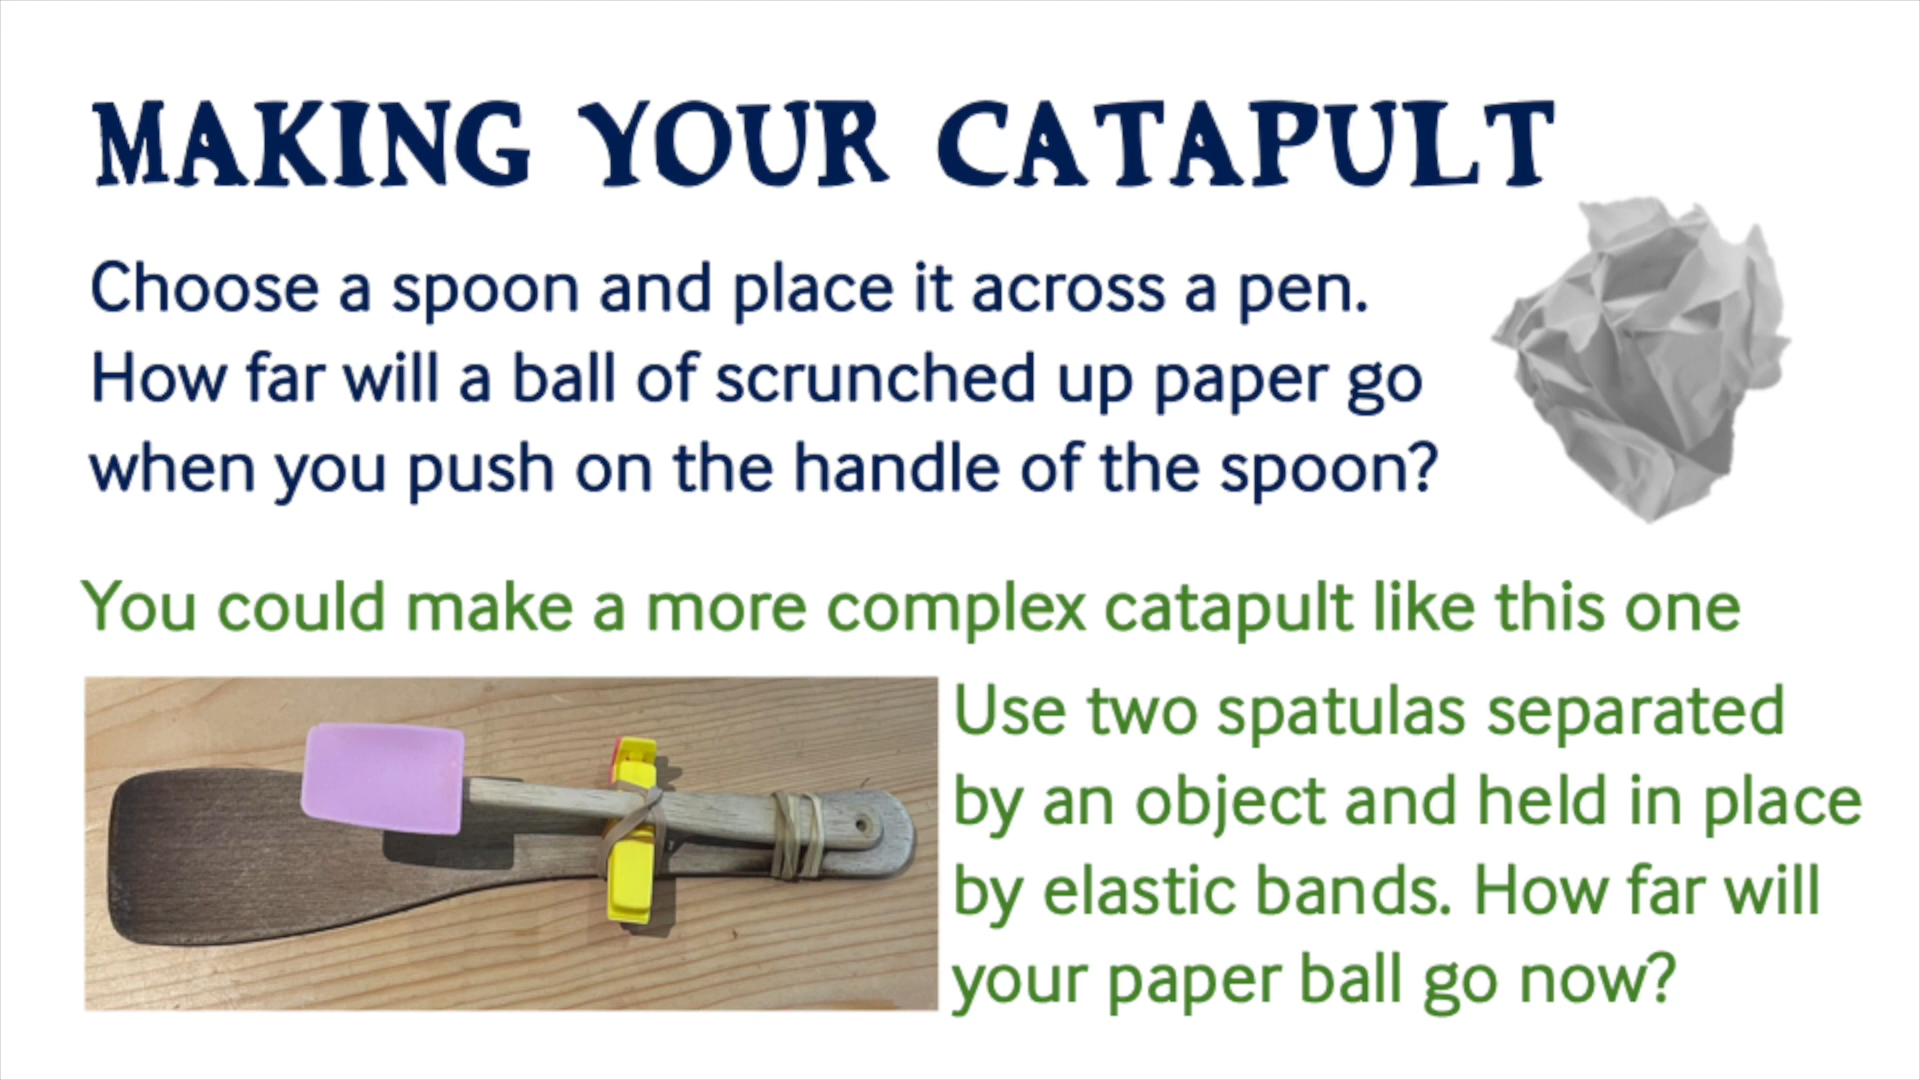 MAKING YOUR CATAPULT
Choose a spoon and place it across a pen.
How far will a ball of scrunched up paper go
when you push on the handle of the spoon?
You could make a more complex catapult like this one
Use two spatulas separated
by an object and held in place
by elastic bands. How far will
your paper ball go now?